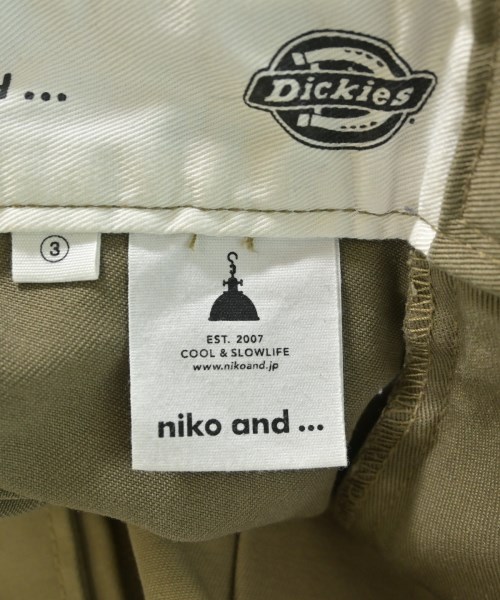 d ...
Dickies
3
EST. 2007
COOL & SLOWLIFE
www.nikoand.jp
niko and ...